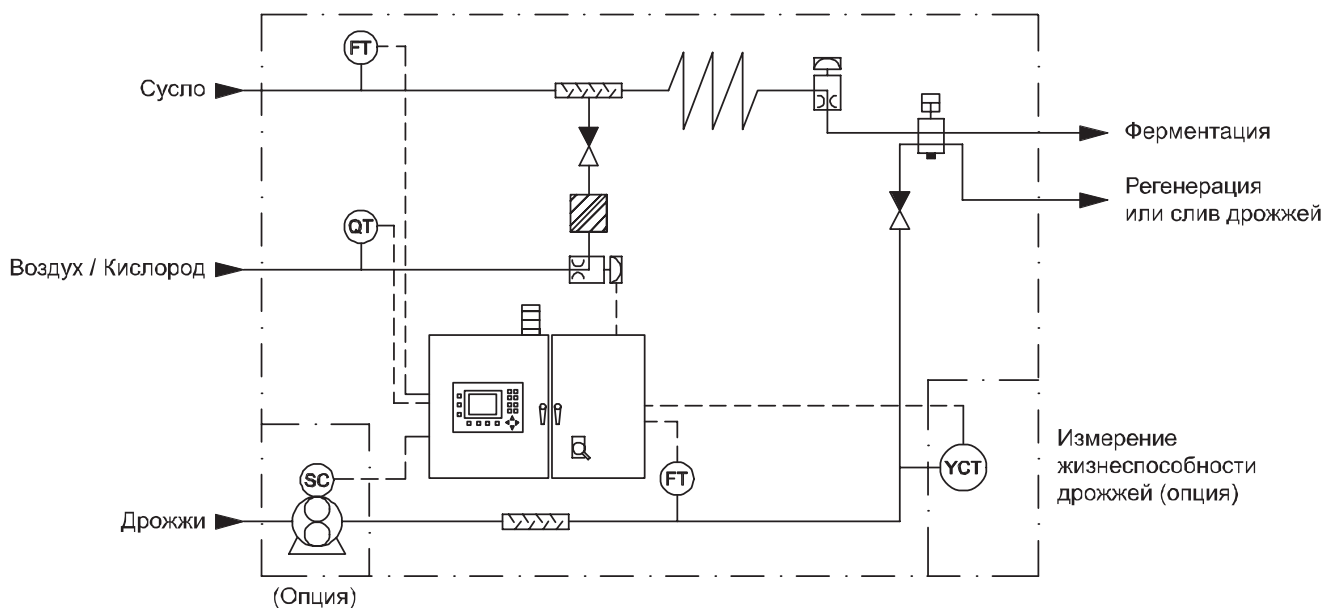 FT
Сусло
Ферментация
Регенерация
или слив дрожжей
QT
Воздух / Кислород
Измерение
жизнеспособности
дрожжей (опция)
YCT
SC
FT
Дрожжи
(Опция)